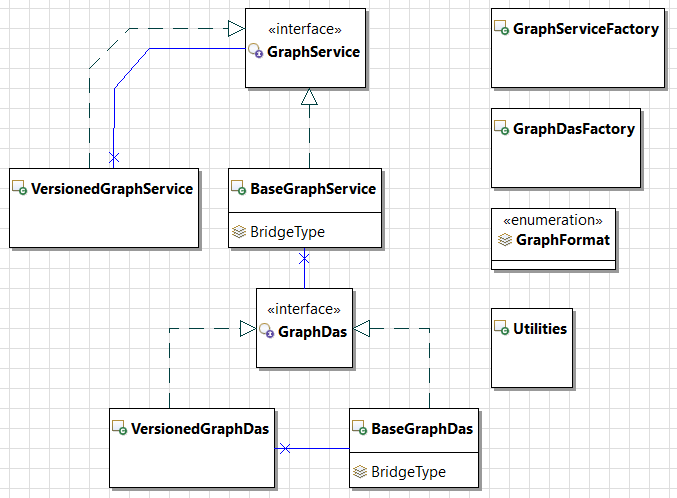 «interface»
GraphService
GraphServiceFactory
GraphDasFactory
VersionedGraphService
BaseGraphService
BridgeType
«enumeration»
GraphFormat
«interface»
GraphDas
Utilities
VersionedGraphDas
BaseGraphDas
BridgeType